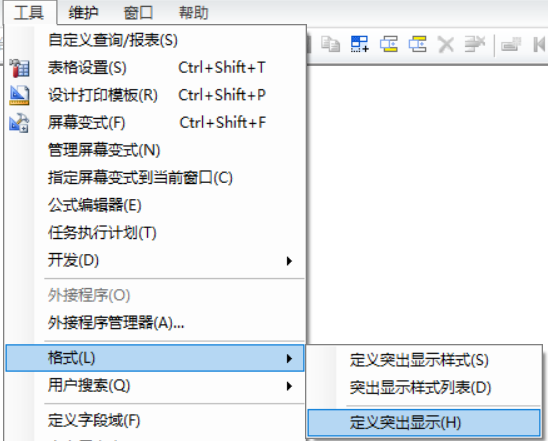 工具 维护 窗口 帮助
自定义查询/报表(S)
表格设置(S) Ctrl+Shift+T
设计打印模板(R) Ctrl+Shift+P
屏幕变式(F) Ctrl+Shift+F
管理屏幕变式(N)
指定屏幕变式到当前窗口(C)
公式编辑器(E)
任务执行计划(T)
开发(D)
外接程序(O)
外接程序管理器(A)...
格式(L)
用户搜索(Q)
定义字段域(F)
定义突出显示样式(S)
突出显示样式列表(D)
定义突出显示(H)